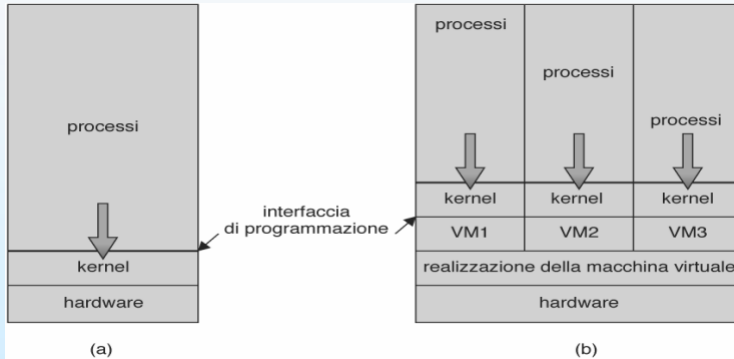 processi
kernel
hardware
(a)
interfaccia
di programmazione
processi
processi
processi
kernel
kernel
kernel
VM1
VM2
VM3
realizzazione della macchina virtuale
hardware
(b)